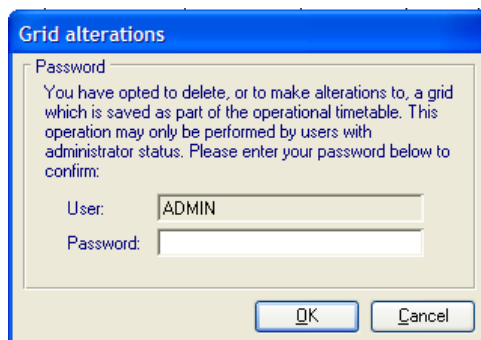 Grid alterations
Password
You have opted to delete, or to make alterations to, a grid
which is saved as part of the operational timetable. This
operation may only be performed by users with
administrator status. Please enter your password below to
confirm:
User: ADMIN
Password:
OK Cancel